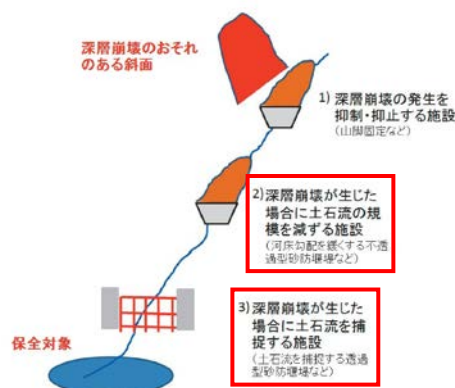 深層崩壊のおそれ
のある斜面
1) 深層崩壊の発生を
抑制・抑止する施設
(山脚固定など)
2) 深層崩壊が生じた
場合に土石流の規
模を減ずる施設
(河床勾配を緩くする不透
過型砂防堰堤など)
3) 深層崩壊が生じた
場合に土石流を捕
捉する施設
(土石流を捕捉する透過
型砂防堰堤など)
保全対象